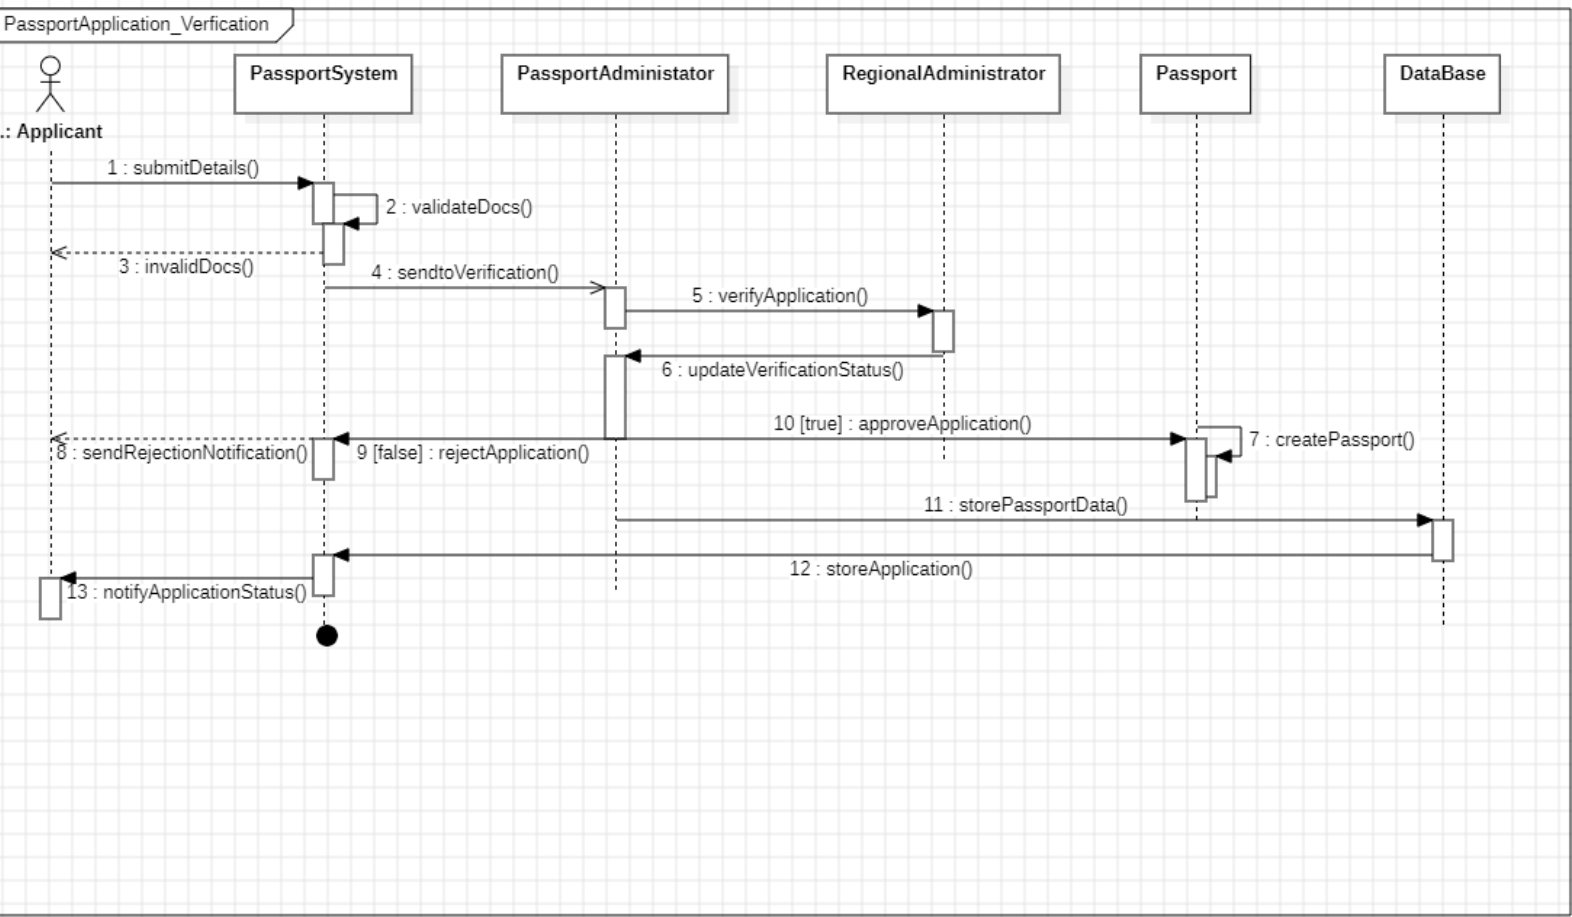 PassportApplication_Verfication
PassportSystem
PassportAdministator
RegionalAdministrator
Passport
DataBase
.: Applicant
1 : submitDetails()
2 : validateDocs()
3 : invalidDocs()
4 : sendtoVerification()
5 : verifyApplication()
6 : updateVerificationStatus()
10 [true] : approveApplication()
7 : createPassport()
8 : sendRejectionNotification()
9 [false] : rejectApplication()
11 : storePassportData()
12 : storeApplication()
13 : notifyApplicationStatus()